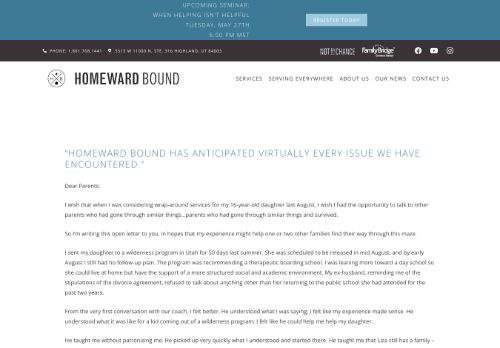 UPCOMING SEMINAR:
WHEN HELPING ISN'T HELPFUL
TUESDAY, MAY 27TH
6:00 PM MST
REGISTER TODAY
PHONE: 1.801.768.1441
5513 W 11000 N, STE. 316 HIGHLAND, UT 84003
NOT BY CHANCE
FamilyBridge
HOMEWARD BOUND
SERVICES SERVING EVERYWHERE ABOUT US OUR NEWS CONTACT US
"HOMEWARD BOUND HAS ANTICIPATED VIRTUALLY EVERY ISSUE WE HAVE
ENCOUNTERED."
Dear Parents:
I wish that when I was considering wrap-around services for my 16-year-old daughter last August, I wish I had the opportunity to talk to other
parents who had gone through similar things...parents who had gone through similar things and survived,
So I'm writing this open letter to you, in hopes that my experience might help one or two other families find their way through this maze.
I sent my daughter to a wilderness program in Utah for 50 days last summer. She was scheduled to be released in mid August, and by early
August I still had no follow-up plan. The program was recommending a therapeutic boarding school. I was leaning more toward a day school so
she could live at home but have the support of a more structured social and academic environment. My ex-husband, reminding me of the
stipulations of the divorce agreement, refused to talk about anything other than her returning to the public school she had attended for the
past two years.
From the very first conversation with our coach, I felt better. He understood what I was saying; I felt like my experience made sense. He
understood what it was like for a kid coming out of a wilderness program; I felt like he could help me help my daughter.
He taught me without patronizing me. He picked up very quickly what I understood and started there. He taught me that Liza still has a family –